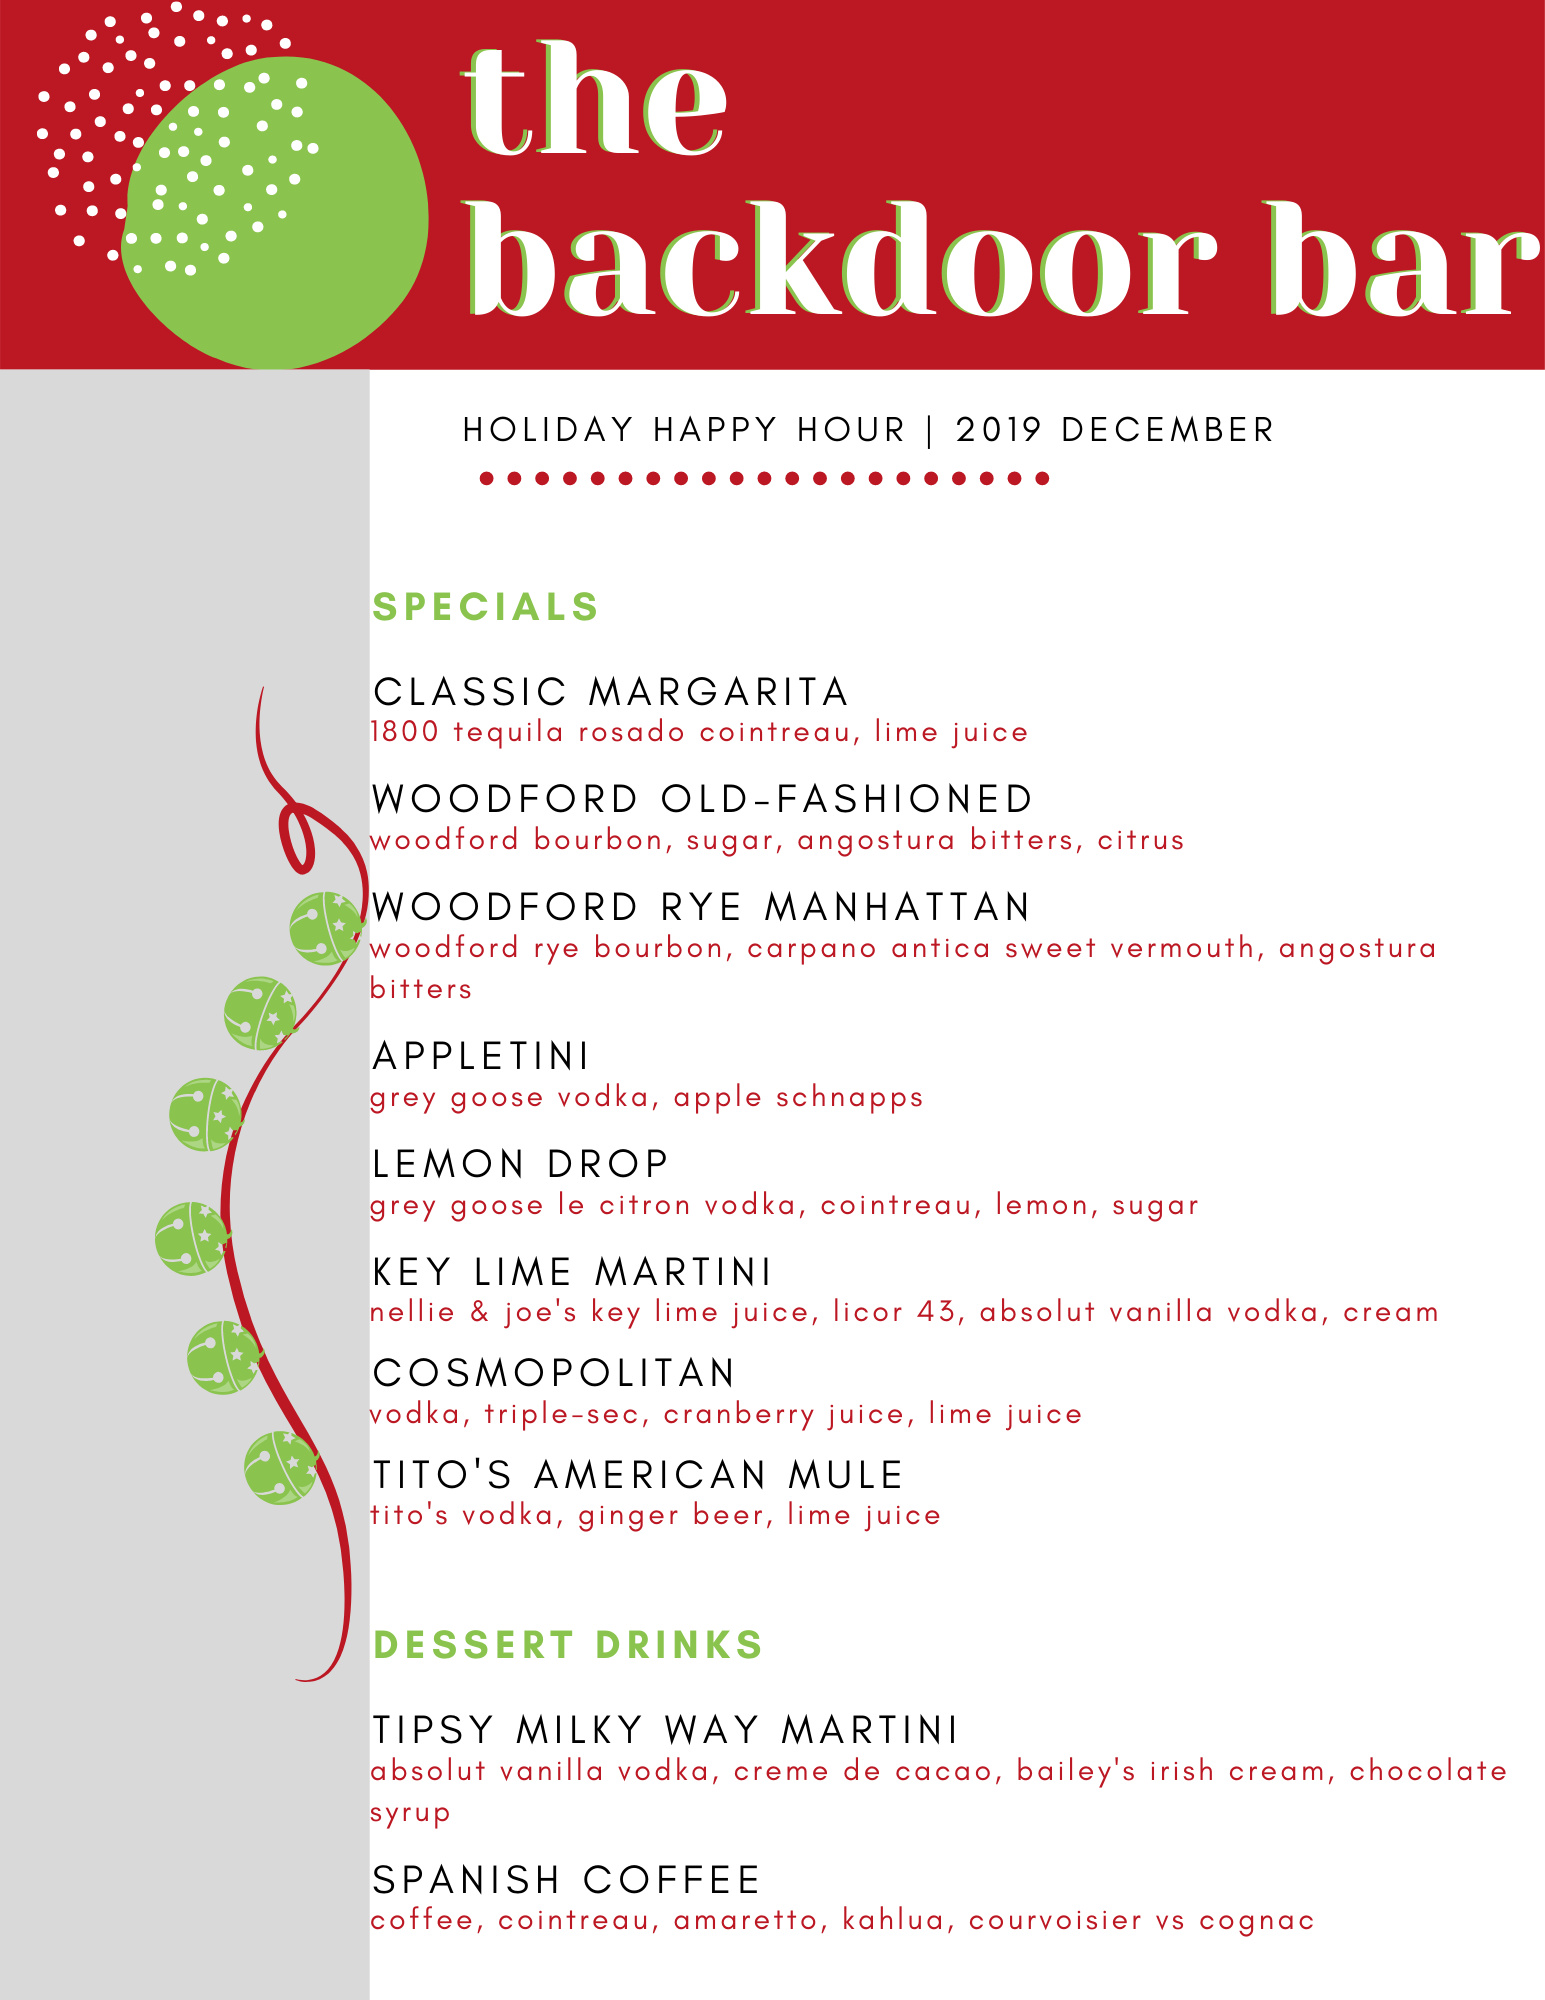 the
backdoor bar
HOLIDAY HAPPY HOUR | 2019 DECEMBER
SPECIALS
CLASSIC MARGARITA
1800 tequila rosado cointreau, lime juice
WOODFORD OLD-FASHIONED
woodford bourbon, sugar, angostura bitters, citrus
WOODFORD RYE MANHATTAN
woodford rye bourbon, carpano antica sweet vermouth, angostura
bitters
APPLETINI
grey goose vodka, apple schnapps
LEMON DROP
grey goose le citron vodka, cointreau, lemon, sugar
KEY LIME MARTINI
nellie & joe's key lime juice, licor 43, absolut vanilla vodka, cream
COSMOPOLITAN
vodka, triple-sec, cranberry juice, lime juice
TITO'S AMERICAN MULE
tito's vodka, ginger beer, lime juice
DESSERT DRINKS
TIPSY MILKY WAY MARTINI
absolut vanilla vodka, creme de cacao, bailey's irish cream, chocolate
syrup
SPANISH COFFEE
coffee, cointreau, amaretto, kahlua, courvoisier vs cognac